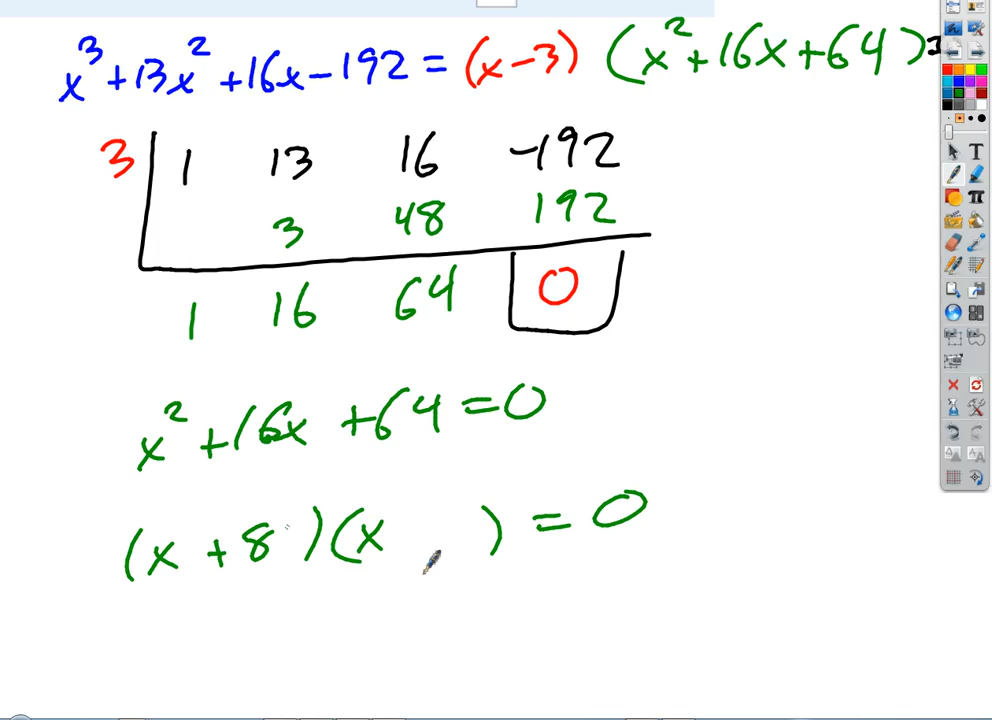 x³+13x²+16x-192=(x-3)(x²+16x+64)
3 1 13 16 -192
3 48 192
1 16 64 0
x²+16x+64=0
(x+8)(x )=0